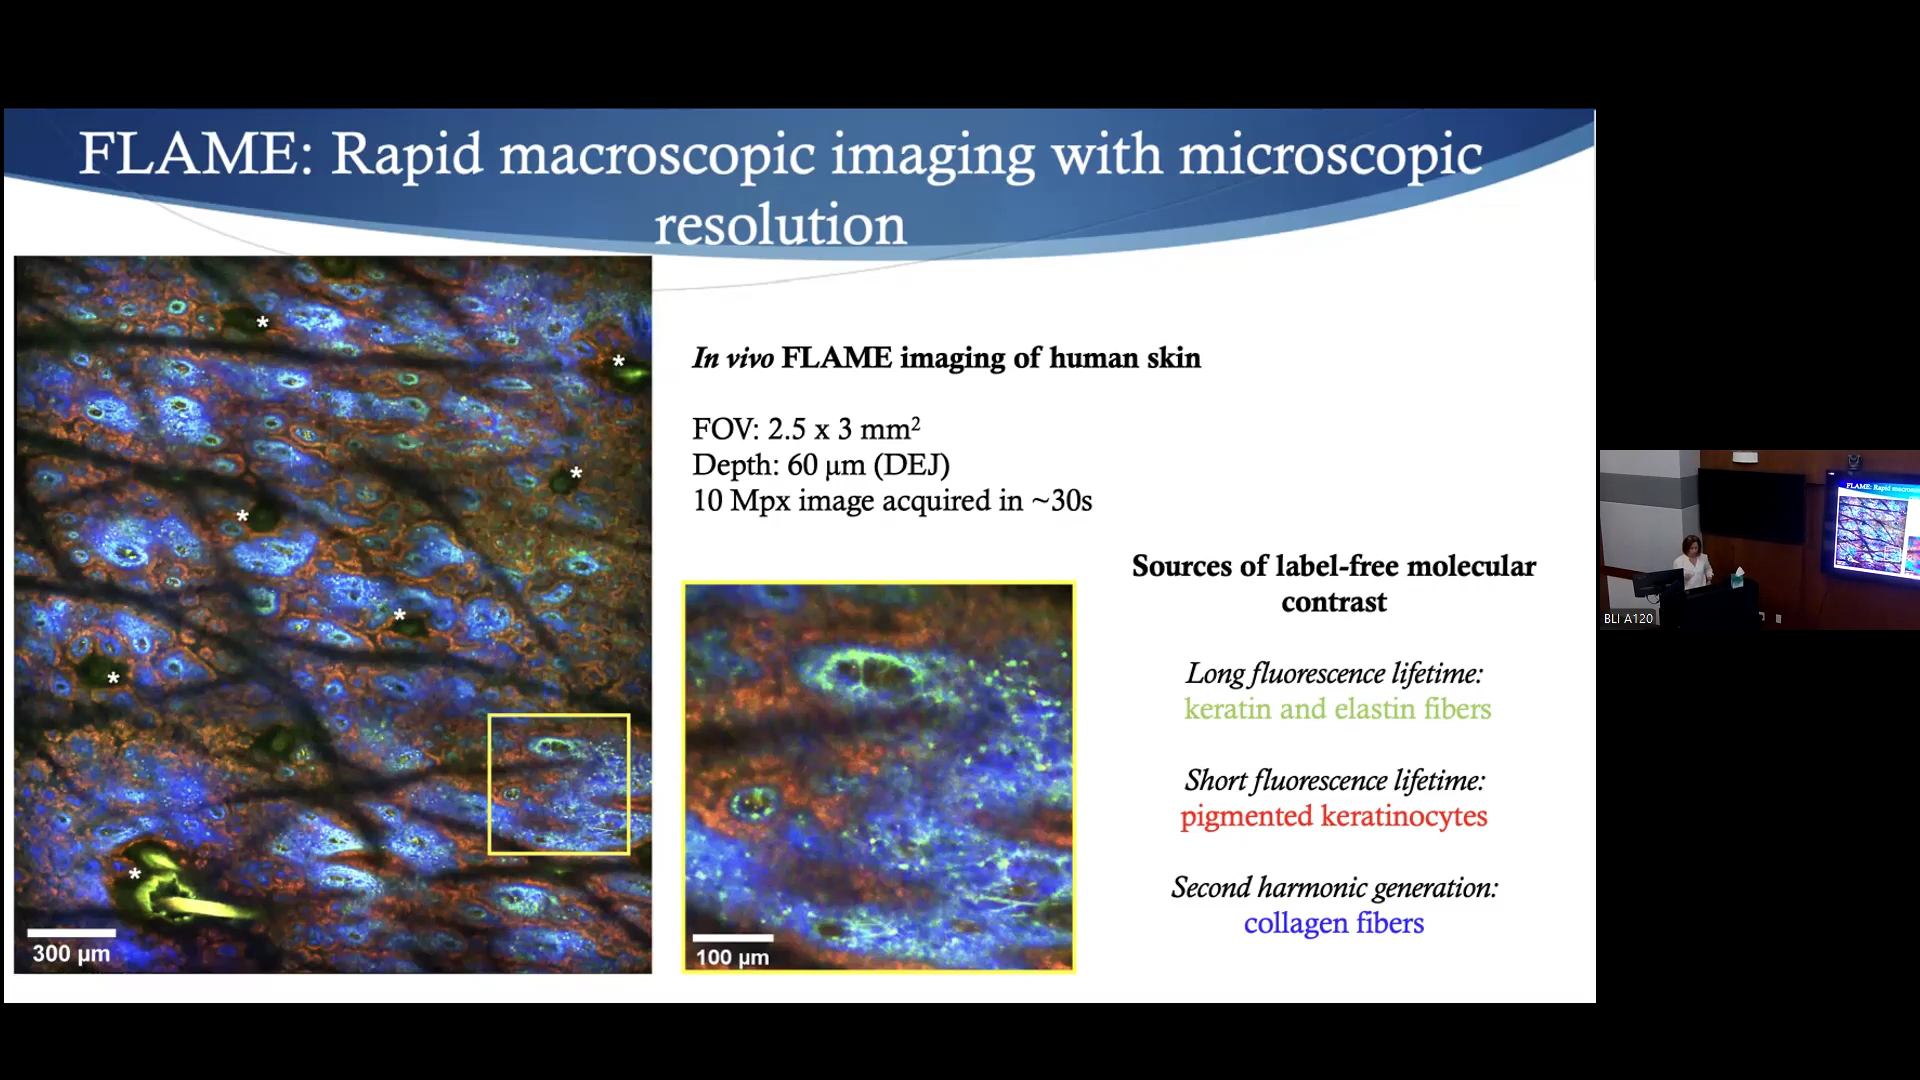 FLAME: Rapid macroscopic imaging with microscopic
resolution
In vivo FLAME imaging of human skin
FOV: 2.5 x 3 mm²
Depth: 60 µm (DEJ)
10 Mpx image acquired in ~30s
Sources of label-free molecular
contrast
Long fluorescence lifetime:
keratin and elastin fibers
Short fluorescence lifetime:
pigmented keratinocytes
Second harmonic generation:
collagen fibers
*
*
*
*
*
*
*
300 µm
100 µm
FLAME: Rapid
BLI A120